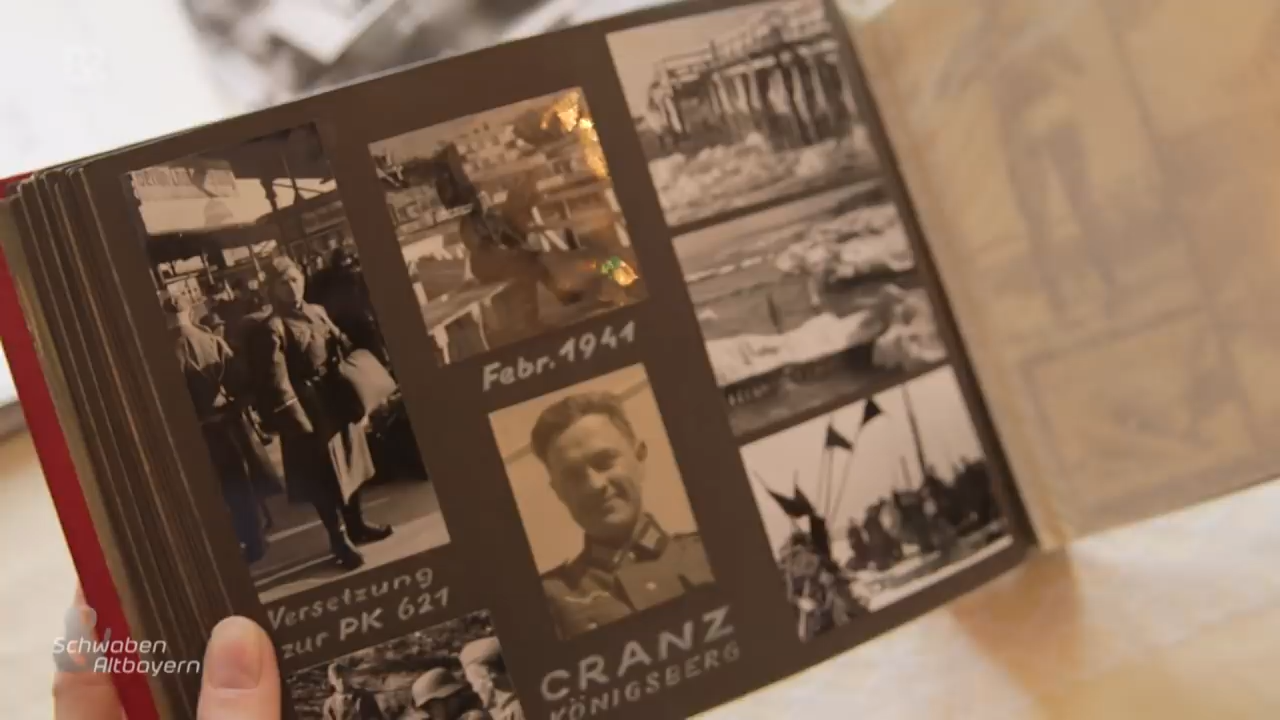 Febr. 1941
Versetzung
zur PK 621
CRANZ
KÖNIGSBERG
Schwaben
& Altbayern